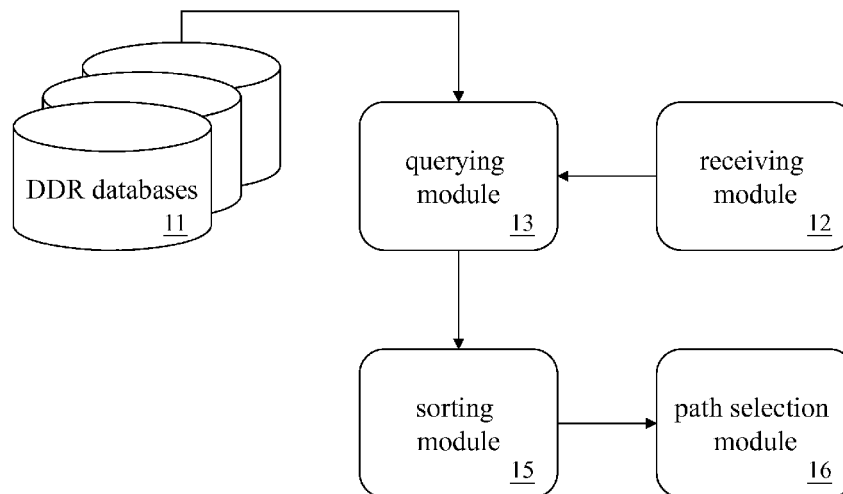 DDR databases
11
querying
module
13
receiving
module
12
sorting
module
15
path selection
module
16